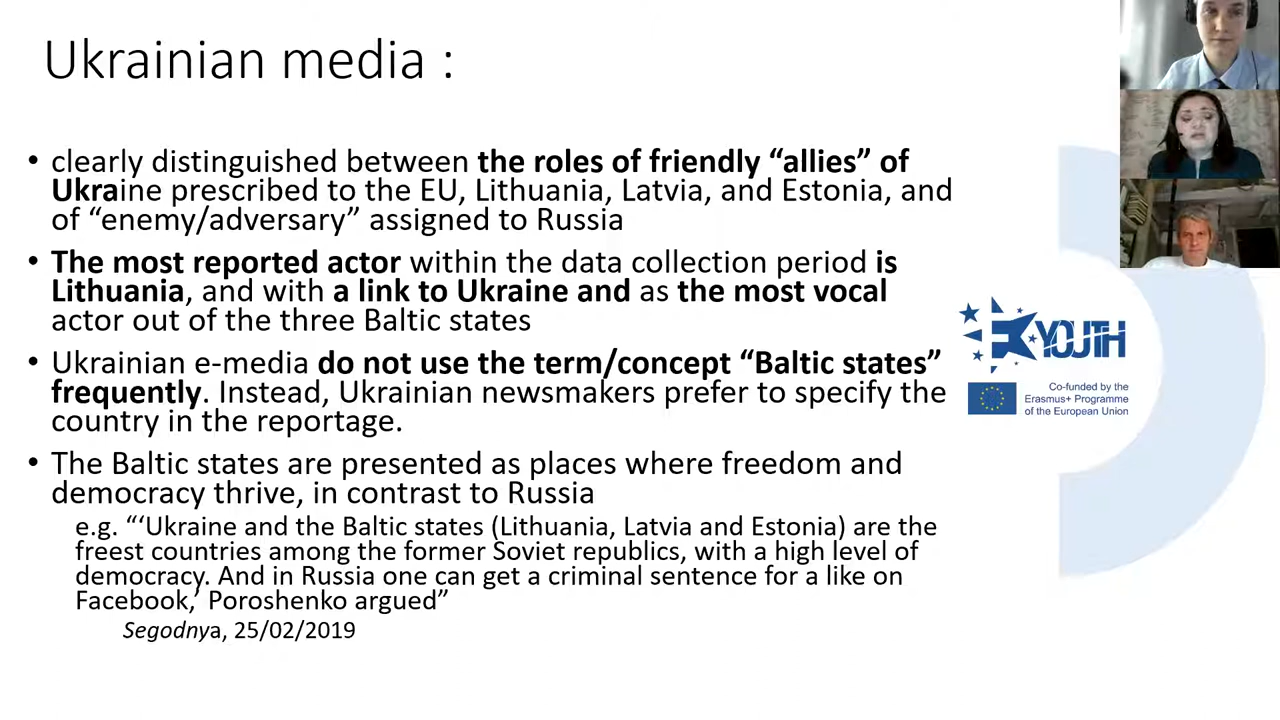 Ukrainian media :
• clearly distinguished between the roles of friendly “allies” of
Ukraine prescribed to the EU, Lithuania, Latvia, and Estonia, and
of “enemy/adversary” assigned to Russia
• The most reported actor within the data collection period is
Lithuania, and with a link to Ukraine and as the most vocal
actor out of the three Baltic states
• Ukrainian e-media do not use the term/concept “Baltic states”
frequently. Instead, Ukrainian newsmakers prefer to specify the
country in the reportage.
• The Baltic states are presented as places where freedom and
democracy thrive, in contrast to Russia
e.g. “‘Ukraine and the Baltic states (Lithuania, Latvia and Estonia) are the
freest countries among the former Soviet republics, with a high level of
democracy. And in Russia one can get a criminal sentence for a like on
Facebook,’ Poroshenko argued”
Segodnya, 25/02/2019
YOUTH
Co-funded by the
Erasmus+ Programme
of the European Union